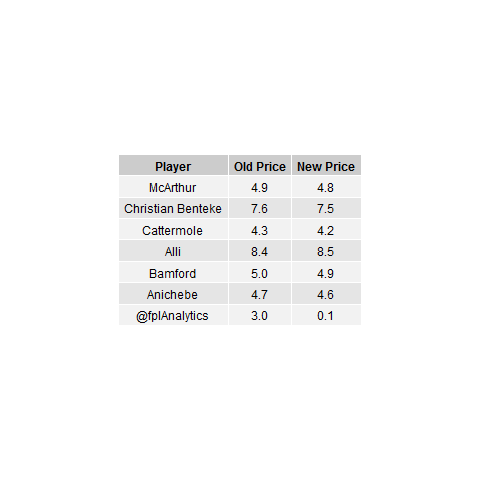 Player Old Price New Price
McArthur 4.9 4.8
Christian Benteke 7.6 7.5
Cattermole 4.3 4.2
Alli 8.4 8.5
Bamford 5.0 4.9
Anichebe 4.7 4.6
@fplAnalytics 3.0 0.1